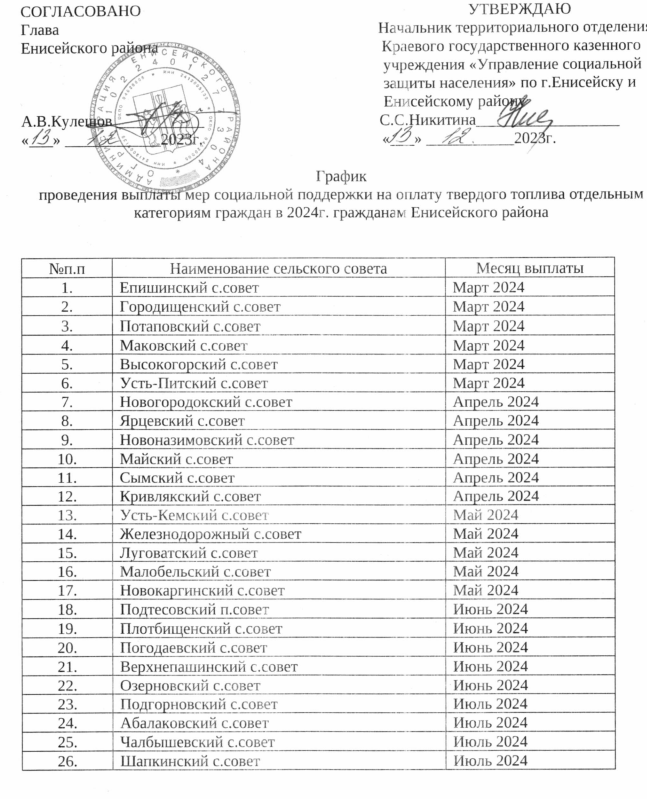 СОГЛАСОВАНО
Глава
Енисейского района
А.В.Кулешов
«13» 12 2023г.
УТВЕРЖДАЮ
Начальник территориального отделения
Краевого государственного казенного
учреждения «Управление социальной
защиты населения» по г.Енисейску и
Енисейскому району
С.С.Никитина
«13» 12. 2023г.
График
проведения выплаты мер социальной поддержки на оплату твердого топлива отдельным
категориям граждан в 2024г. гражданам Енисейского района
№п.п Наименование сельского совета Месяц выплаты
1. Епишинский с.совет Март 2024
2. Городищенский с.совет Март 2024
3. Потаповский с.совет Март 2024
4. Маковский с.совет Март 2024
5. Высокогорский с.совет Март 2024
6. Усть-Питский с.совет Март 2024
7. Новогородокский с.совет Апрель 2024
8. Ярцевский с.совет Апрель 2024
9. Новоназимовский с.совет Апрель 2024
10. Майский с.совет Апрель 2024
11. Сымский с.совет Апрель 2024
12. Кривлякский с.совет Апрель 2024
13. Усть-Кемский с.совет Май 2024
14. Железнодорожный с.совет Май 2024
15. Луговатский с.совет Май 2024
16. Малобельский с.совет Май 2024
17. Новокаргинский с.совет Май 2024
18. Подтесовский п.совет Июнь 2024
19. Плотбищенский с.совет Июнь 2024
20. Погодаевский с.совет Июнь 2024
21. Верхнепашинский с.совет Июнь 2024
22. Озерновский с.совет Июнь 2024
23. Подгорновский с.совет Июль 2024
24. Абалаковский с.совет Июль 2024
25. Чалбышевский с.совет Июль 2024
26. Шапкинский с.совет Июль 2024